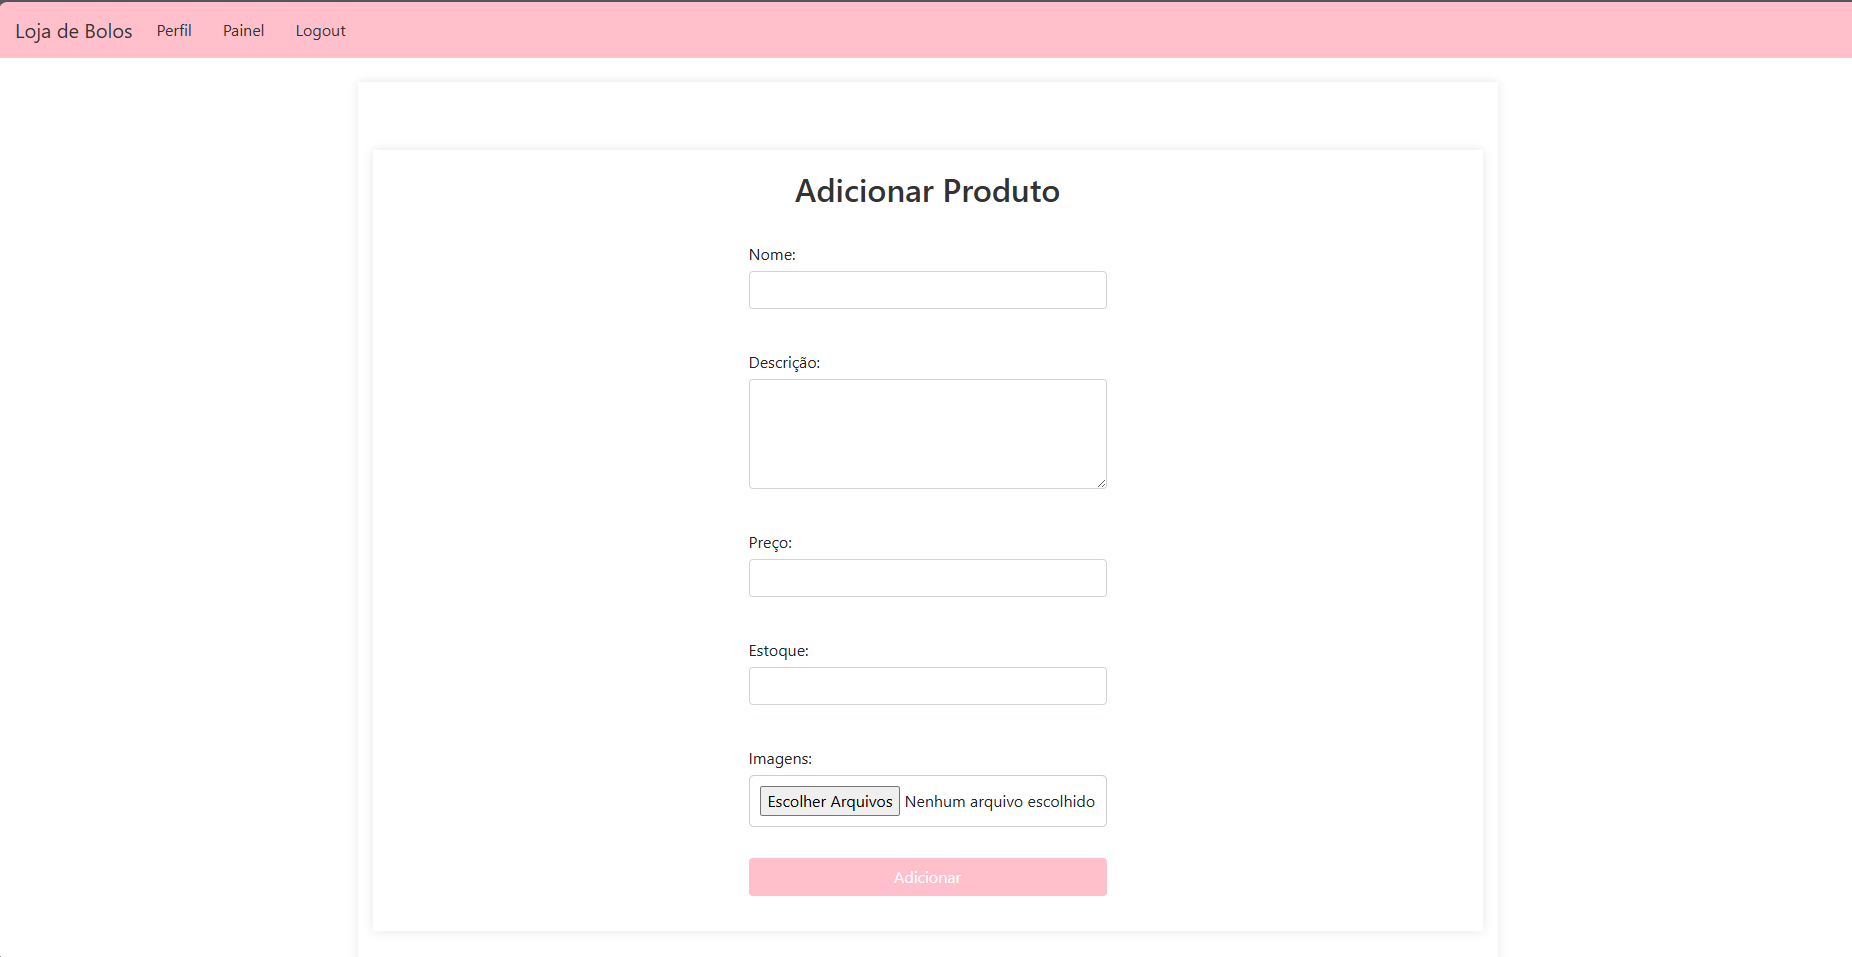 Loja de Bolos Perfil Painel Logout
Adicionar Produto
Nome:
Descrição:
Preço:
Estoque:
Imagens:
Escolher Arquivos Nenhum arquivo escolhido
Adicionar